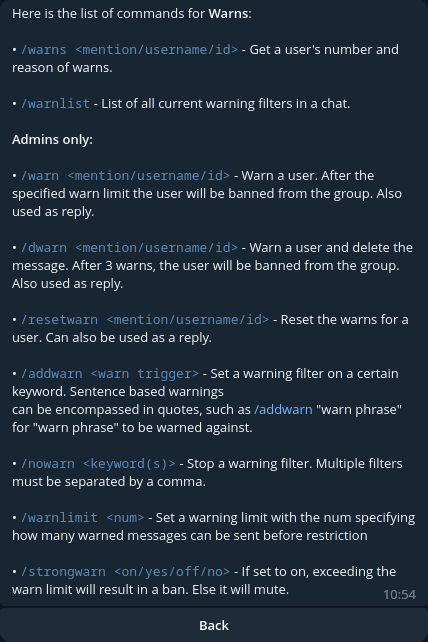 Here is the list of commands for Warns:
• /warns <mention/username/id> - Get a user's number and
reason of warns.
• /warnlist - List of all current warning filters in a chat.
Admins only:
• /warn <mention/username/id> - Warn a user. After the
specified warn limit the user will be banned from the group. Also
used as reply.
• /dwarn <mention/username/id> - Warn a user and delete the
message. After 3 warns, the user will be banned from the group.
Also used as reply.
• /resetwarn <mention/username/id> - Reset the warns for a
user. Can also be used as a reply.
• /addwarn <warn trigger> - Set a warning filter on a certain
keyword. Sentence based warnings
can be encompassed in quotes, such as /addwarn "warn phrase"
for "warn phrase" to be warned against.
• /nowarn <keyword(s)> - Stop a warning filter. Multiple filters
must be separated by a comma.
• /warnlimit <num> - Set a warning limit with the num specifying
how many warned messages can be sent before restriction
• /strongwarn <on/yes/off/no> - If set to on, exceeding the
warn limit will result in a ban. Else it will mute.
10:54
Back